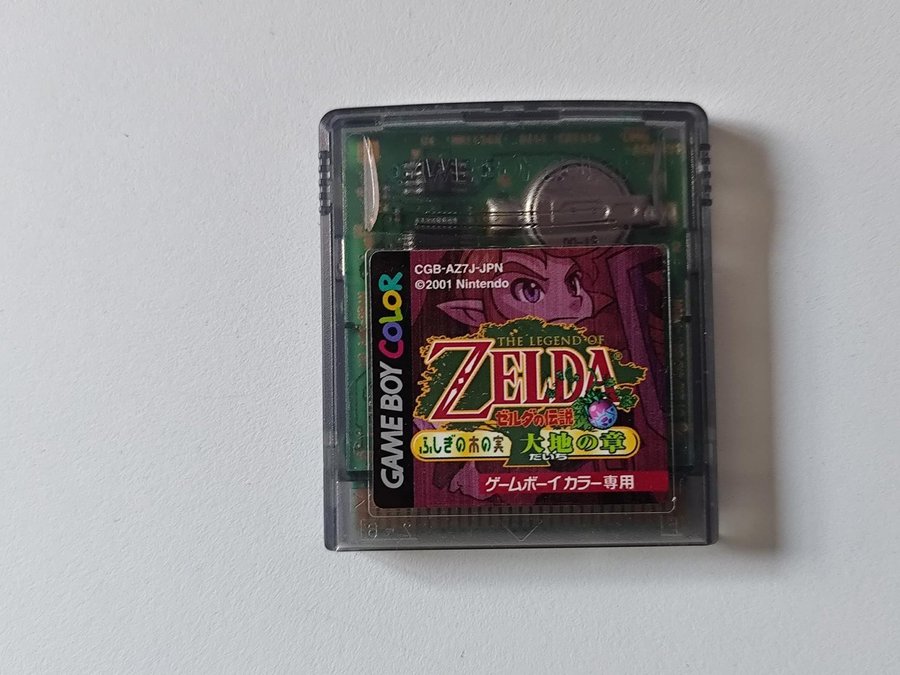 CGB-AZ7J-JPN
©2001 Nintendo
GAME BOY COLOR
THE LEGEND OF
ZELDA®
ゼルダの伝説
ふしぎの木の実 大地の章
だいち
ゲームボーイカラー専用